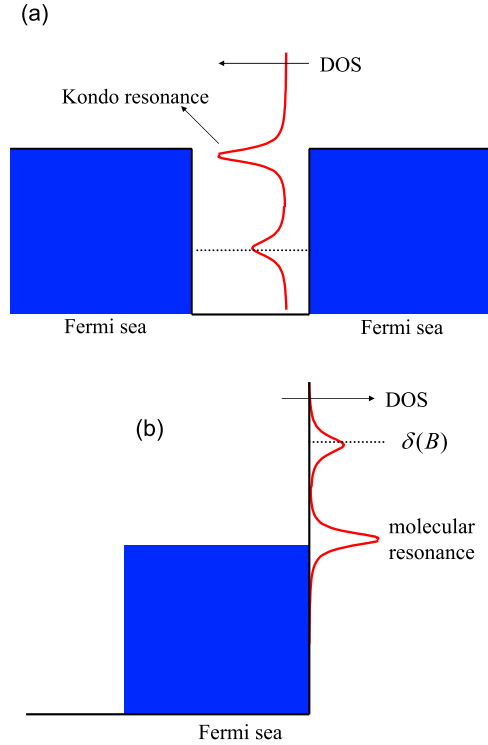 (a)
DOS
Kondo resonance
Fermi sea
Fermi sea
DOS
(b)
δ(B)
molecular
resonance
Fermi sea